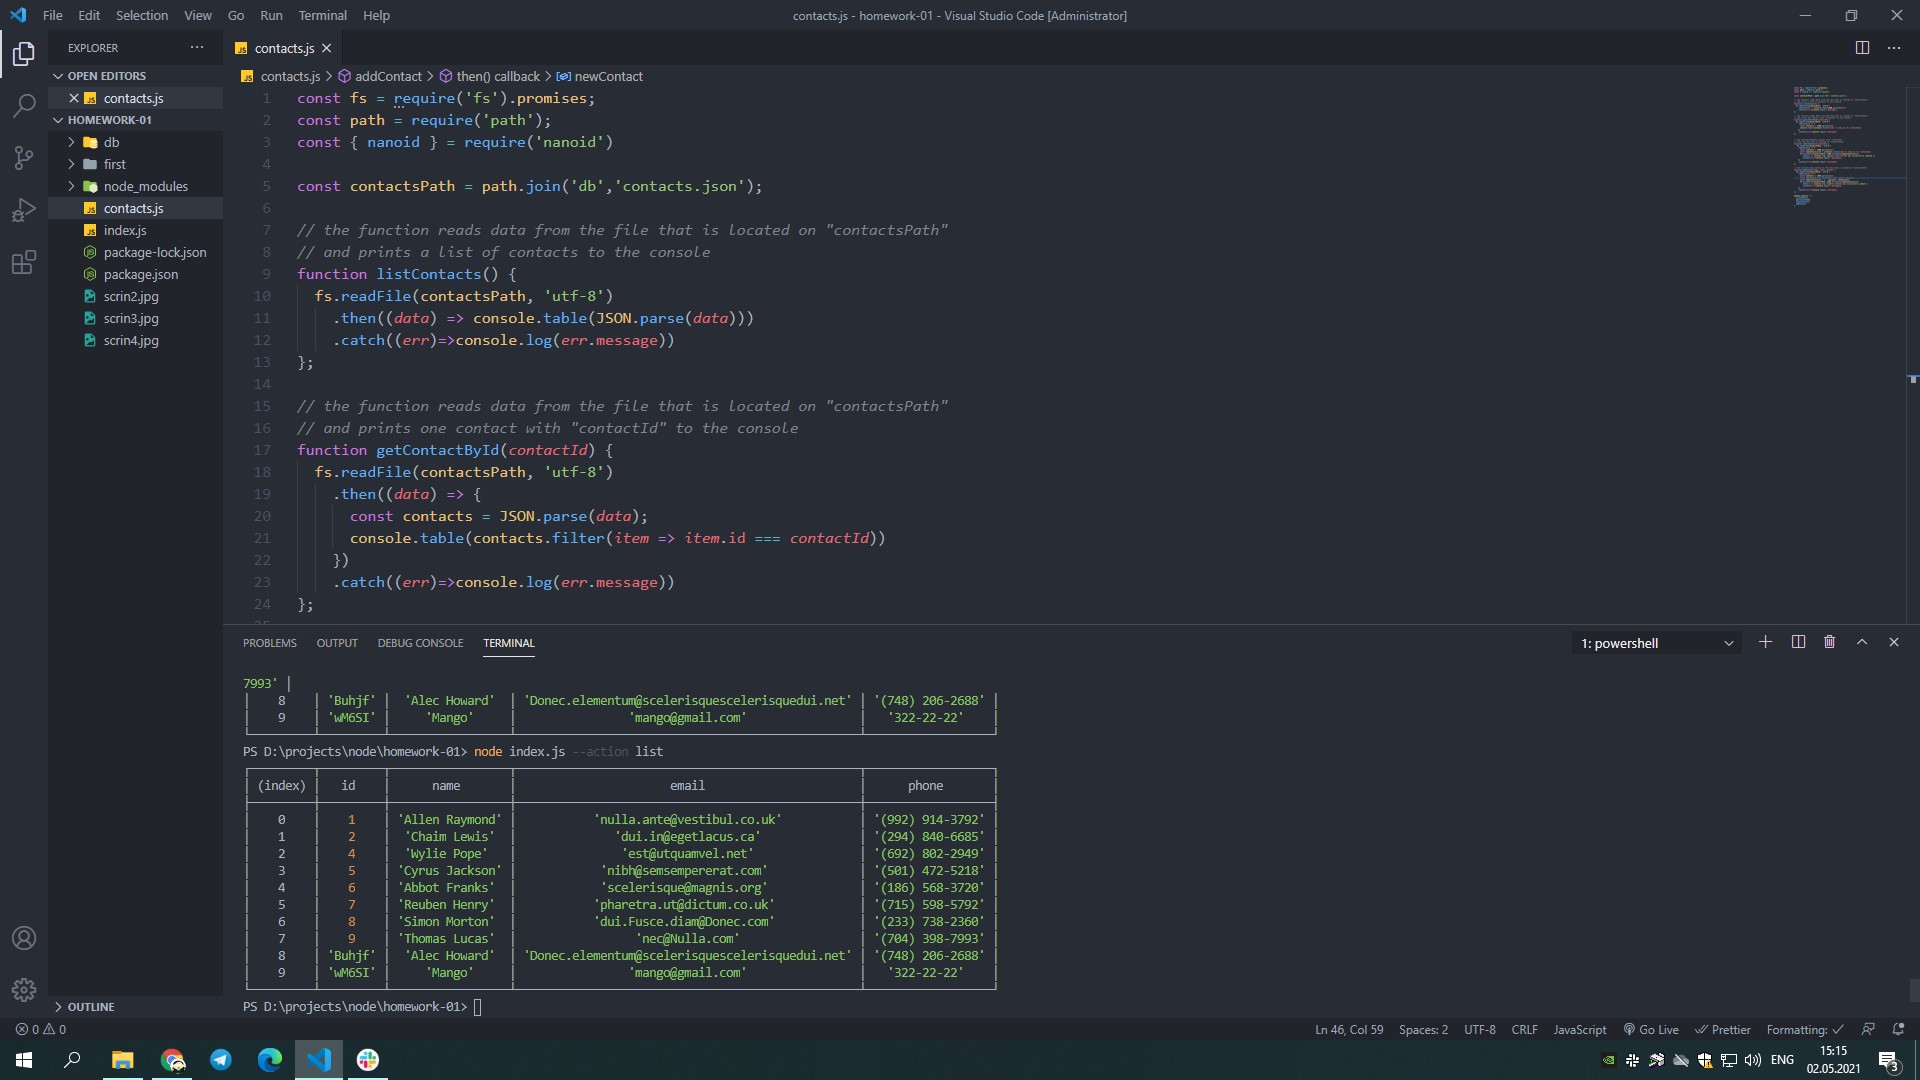 File Edit Selection View Go Run Terminal Help
contacts.js - homework-01 - Visual Studio Code [Administrator]
EXPLORER
contacts.js
OPEN EDITORS
contacts.js
HOMEWORK-01
db
first
node_modules
contacts.js
index.js
package-lock.json
package.json
scrin2.jpg
scrin3.jpg
scrin4.jpg
OUTLINE
contacts.js > addContact > then() callback > newContact
1 const fs = require('fs').promises;
2 const path = require('path');
3 const { nanoid } = require('nanoid')
4
5 const contactsPath = path.join('db','contacts.json');
6
7 // the function reads data from the file that is located on "contactsPath"
8 // and prints a list of contacts to the console
9 function listContacts() {
10 fs.readFile(contactsPath, 'utf-8')
11 .then((data) => console.table(JSON.parse(data)))
12 .catch((err)=>console.log(err.message))
13 };
14
15 // the function reads data from the file that is located on "contactsPath"
16 // and prints one contact with "contactId" to the console
17 function getContactById(contactId) {
18 fs.readFile(contactsPath, 'utf-8')
19 .then((data) => {
20 const contacts = JSON.parse(data);
21 console.table(contacts.filter(item => item.id === contactId))
22 })
23 .catch((err)=>console.log(err.message))
24 };
PROBLEMS OUTPUT DEBUG CONSOLE TERMINAL
1: powershell
7993' │
│ 8 │ 'Buhjf' │ 'Alec Howard' │ 'Donec.elementum@scelerisquescelerisquedui.net' │ '(748) 206-2688' │
│ 9 │ 'wM6SI' │ 'Mango' │ 'mango@gmail.com' │ '322-22-22' │
PS D:\projects\node\homework-01> node index.js --action list
│ (index) │ id │ name │ email │ phone │
│ 0 │ 1 │ 'Allen Raymond' │ 'nulla.ante@vestibul.co.uk' │ '(992) 914-3792' │
│ 1 │ 2 │ 'Chaim Lewis' │ 'dui.in@egetlacus.ca' │ '(294) 840-6685' │
│ 2 │ 4 │ 'Wylie Pope' │ 'est@utquamvel.net' │ '(692) 802-2949' │
│ 3 │ 5 │ 'Cyrus Jackson' │ 'nibh@semsempererat.com' │ '(501) 472-5218' │
│ 4 │ 6 │ 'Abbot Franks' │ 'scelerisque@magnis.org' │ '(186) 568-3720' │
│ 5 │ 7 │ 'Reuben Henry' │ 'pharetra.ut@dictum.co.uk' │ '(715) 598-5792' │
│ 6 │ 8 │ 'Simon Morton' │ 'dui.Fusce.diam@Donec.com' │ '(233) 738-2360' │
│ 7 │ 9 │ 'Thomas Lucas' │ 'nec@Nulla.com' │ '(704) 398-7993' │
│ 8 │ 'Buhjf' │ 'Alec Howard' │ 'Donec.elementum@scelerisquescelerisquedui.net' │ '(748) 206-2688' │
│ 9 │ 'wM6SI' │ 'Mango' │ 'mango@gmail.com' │ '322-22-22' │
PS D:\projects\node\homework-01>
0 0
Ln 46, Col 59 Spaces: 2 UTF-8 CRLF JavaScript Go Live Prettier Formating: ✓
ENG
15:15
02.05.2021
3